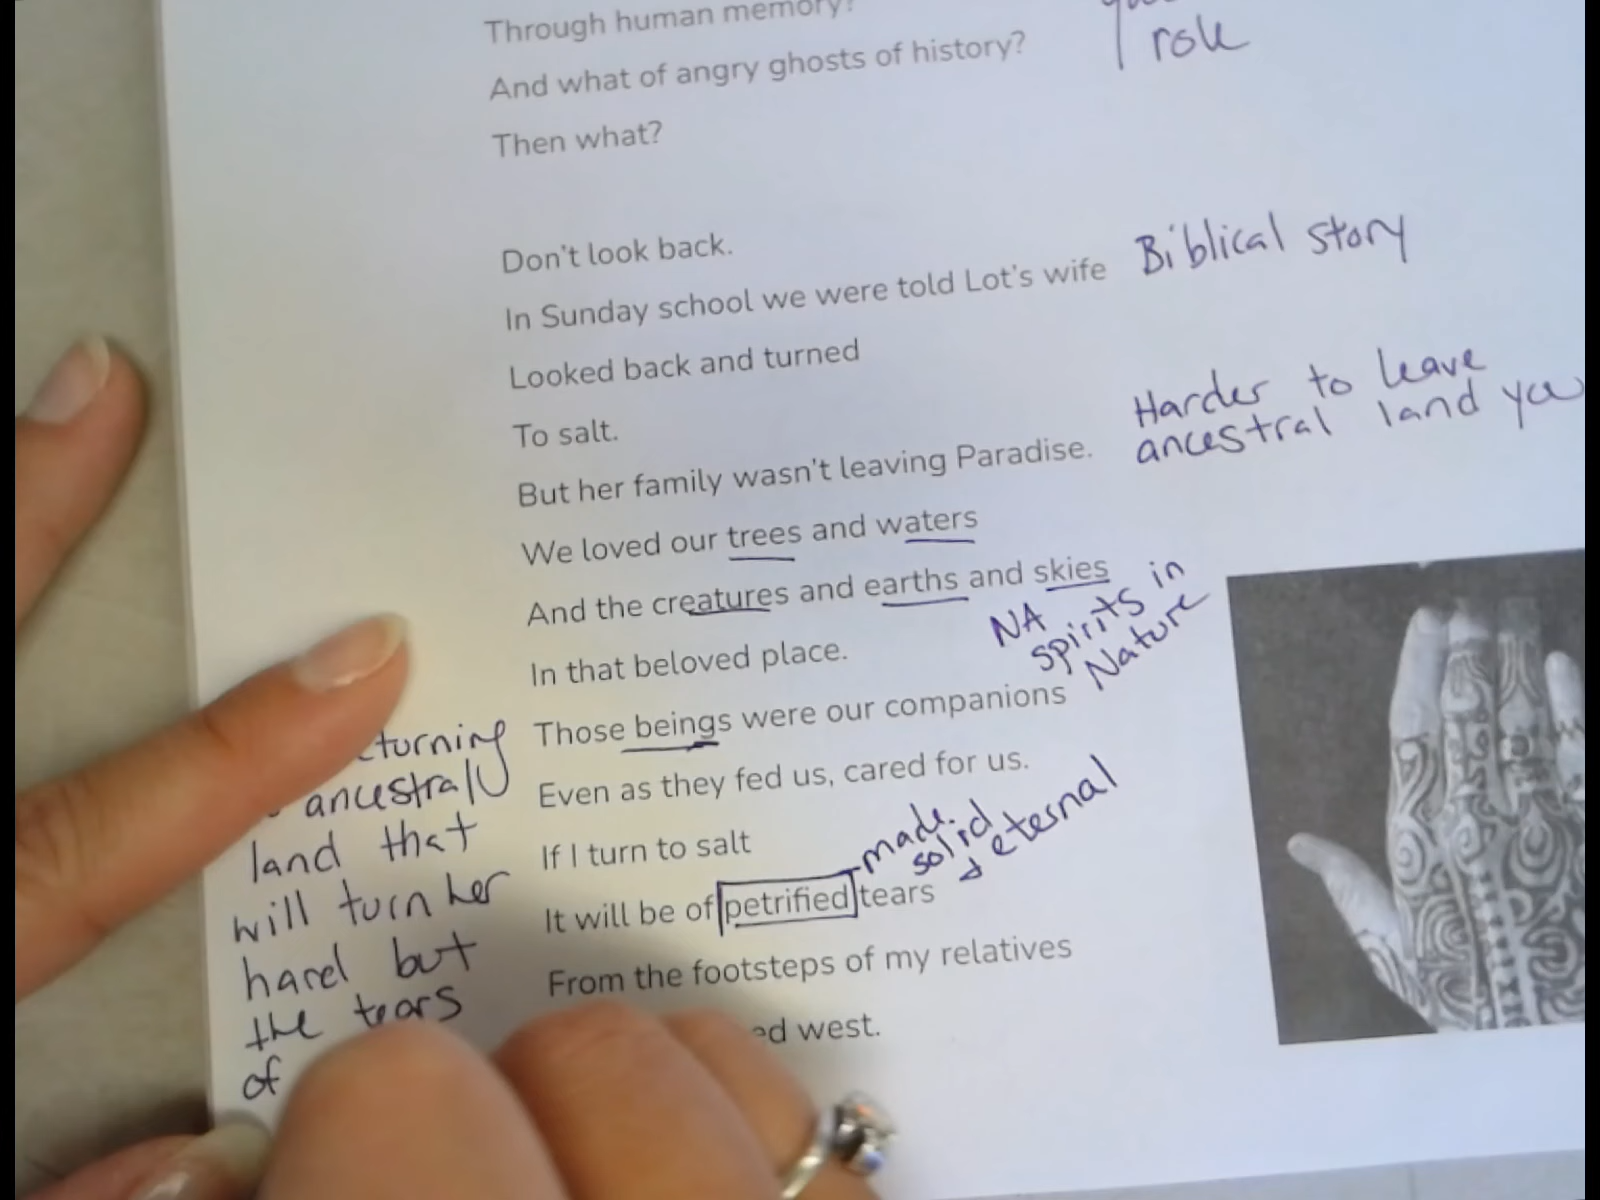 Through human memory?
And what of angry ghosts of history?
role
Then what?
Don't look back.
In Sunday school we were told Lot's wife
Biblical story
Looked back and turned
To salt.
But her family wasn't leaving Paradise.
Harder to leave
ancestral land
We loved our trees and waters
And the creatures and earths and skies
NA
spirits in
Nature
In that beloved place.
Those beings were our companions
Even as they fed us, cared for us.
If I turn to salt
It will be of petrified tears
made
solid
& eternal
From the footsteps of my relatives
west.
ancestral
land that
will turn her
hard but
the tears
of